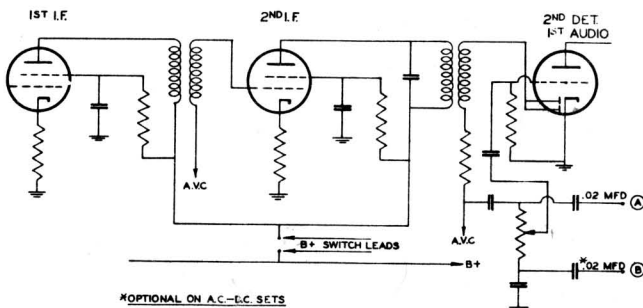 1ST I.F.
2ND I.F.
2ND DET.
1ST AUDIO
A.V.C
A.V.C
.02 MFD A
B+ SWITCH LEADS
B+
*.02 MFD B
*OPTIONAL ON A.C.-D.C. SETS